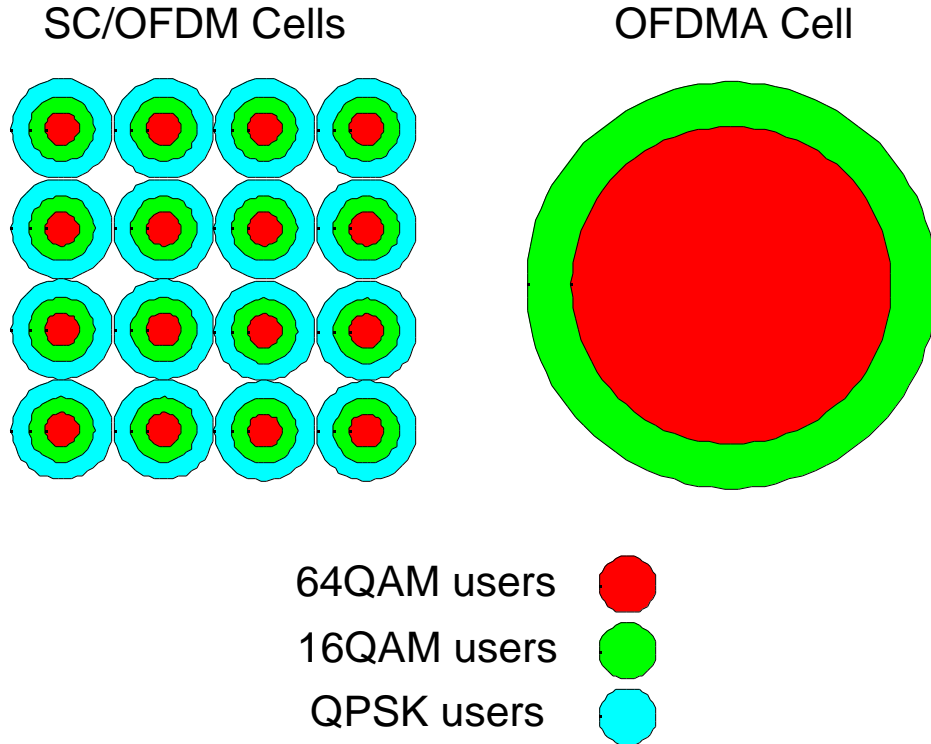 SC/OFDM Cells
OFDMA Cell
64QAM users
16QAM users
QPSK users